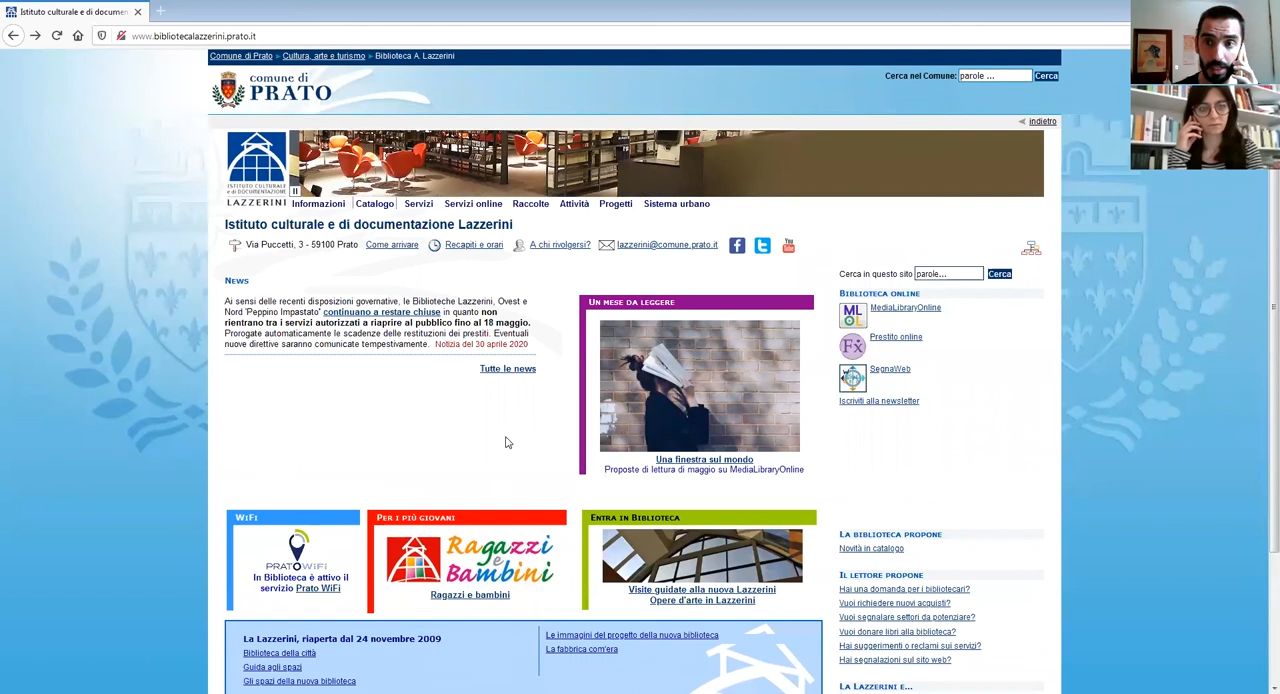 Istituto culturale e di documen
www.bibliotecalazzerini.prato.it
Comune di Prato » Cultura, arte e turismo » Biblioteca A. Lazzerini
comune di
PRATO
Cerca nel Comune: parole ... Cerca
indietro
ISTITUTO CULTURALE
e di DOCUMENTAZIONE
LAZZERINI
Informazioni Catalogo Servizi Servizi online Raccolte Attività Progetti Sistema urbano
Istituto culturale e di documentazione Lazzerini
Via Puccetti, 3 - 59100 Prato Come arrivare Recapiti e orari A chi rivolgersi? lazzerini@comune.prato.it
You
Tube
Cerca in questo sito parole... Cerca
News
Ai sensi delle recenti disposizioni governative, le Biblioteche Lazzerini, Ovest e
Nord 'Peppino Impastato' continuano a restare chiuse in quanto non
rientrano tra i servizi autorizzati a riaprire al pubblico fino al 18 maggio.
Prorogate automaticamente le scadenze delle restituzioni dei prestiti. Eventuali
nuove direttive saranno comunicate tempestivamente. Notizia del 30 aprile 2020
Tutte le news
Un mese da leggere
Una finestra sul mondo
Proposte di lettura di maggio su MediaLibraryOnline
Biblioteca online
ML
OL
MediaLibraryOnline
Fx
Prestito online
SegnaWeb
Iscriviti alla newsletter
WiFi
PRATOWIFI
In Biblioteca è attivo il
servizio Prato WiFi
Per i più giovani
Ragazzi
e
Bambini
Ragazzi e bambini
Entra in Biblioteca
Visite guidate alla nuova Lazzerini
Opere d'arte in Lazzerini
La biblioteca propone
Novità in catalogo
Il lettore propone
Hai una domanda per i bibliotecari?
Vuoi richiedere nuovi acquisti?
Vuoi segnalare settori da potenziare?
Vuoi donare libri alla biblioteca?
Hai suggerimenti o reclami sui servizi?
Hai segnalazioni sul sito web?
La Lazzerini e...
La Lazzerini, riaperta dal 24 novembre 2009
Biblioteca della città
Guida agli spazi
Gli spazi della nuova biblioteca
Le immagini del progetto della nuova biblioteca
La fabbrica com'era